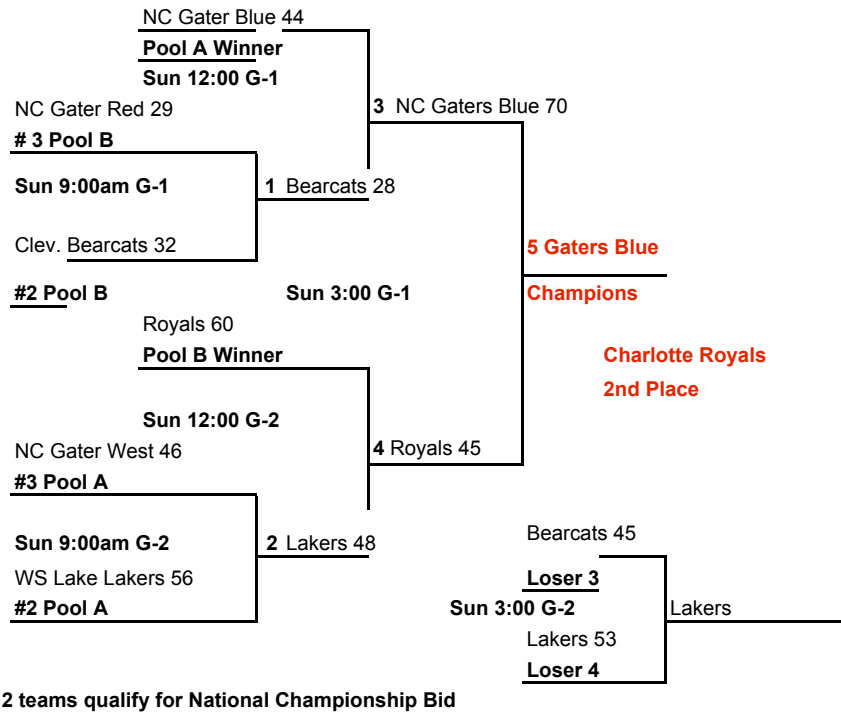 NC Gater Blue 44
Pool A Winner
Sun 12:00 G-1
NC Gater Red 29
3 NC Gaters Blue 70
# 3 Pool B
Sun 9:00am G-1
1 Bearcats 28
Clev. Bearcats 32
5 Gaters Blue
#2 Pool B
Sun 3:00 G-1
Champions
Royals 60
Pool B Winner
Charlotte Royals
2nd Place
Sun 12:00 G-2
NC Gater West 46
4 Royals 45
#3 Pool A
Sun 9:00am G-2
2 Lakers 48
Bearcats 45
WS Lake Lakers 56
Loser 3
#2 Pool A
Sun 3:00 G-2
Lakers
Lakers 53
Loser 4
2 teams qualify for National Championship Bid